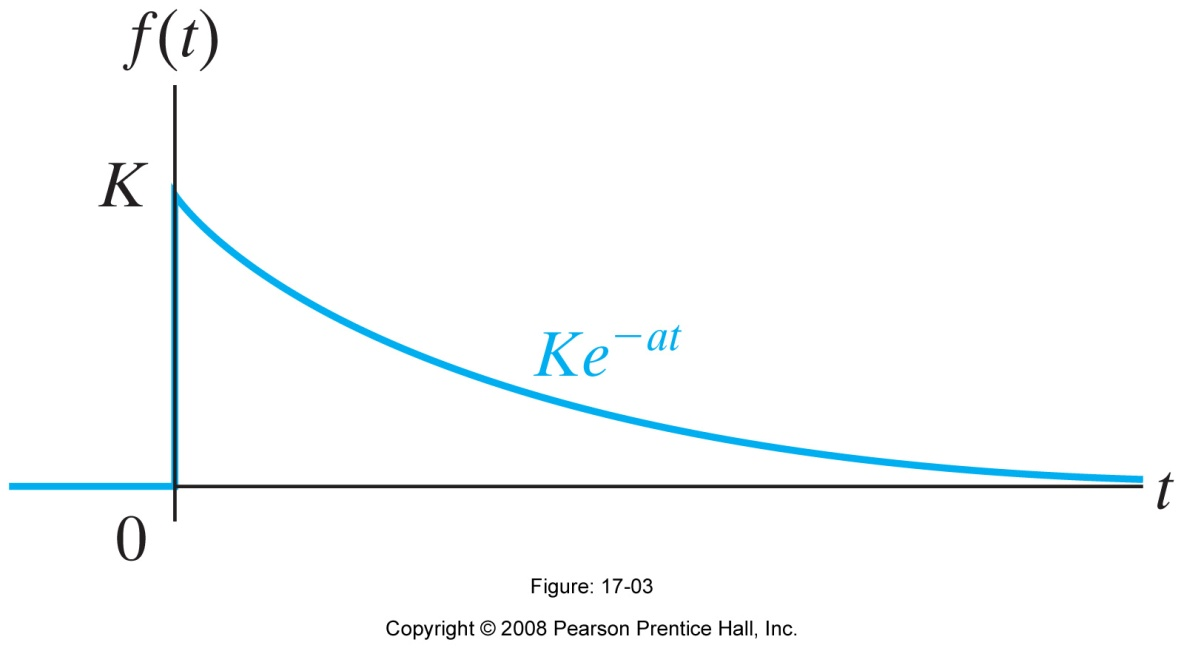 f(t)
K
Ke^{−at}
t
0
Figure: 17-03
Copyright © 2008 Pearson Prentice Hall, Inc.